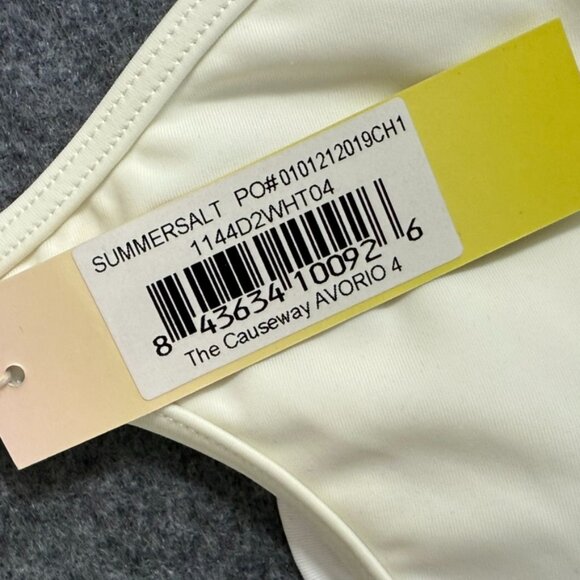 SUMMERSALT PO#0101212019CH1
1144D2WHT04
8 43634 10092 6
The Causeway AVORIO 4